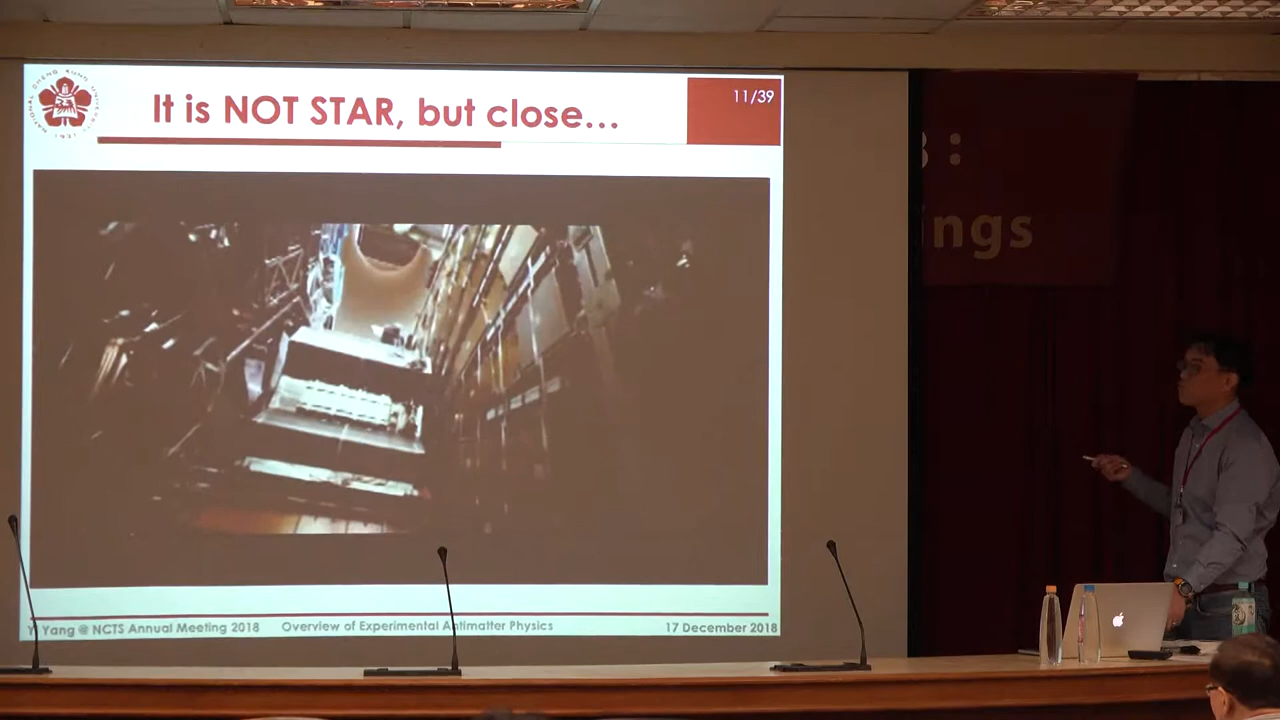 It is NOT STAR, but close...
11/39
:
ngs
Yang @ NCTS Annual Meeting 2018
Overview of Experimental Antimatter Physics
17 December 2018